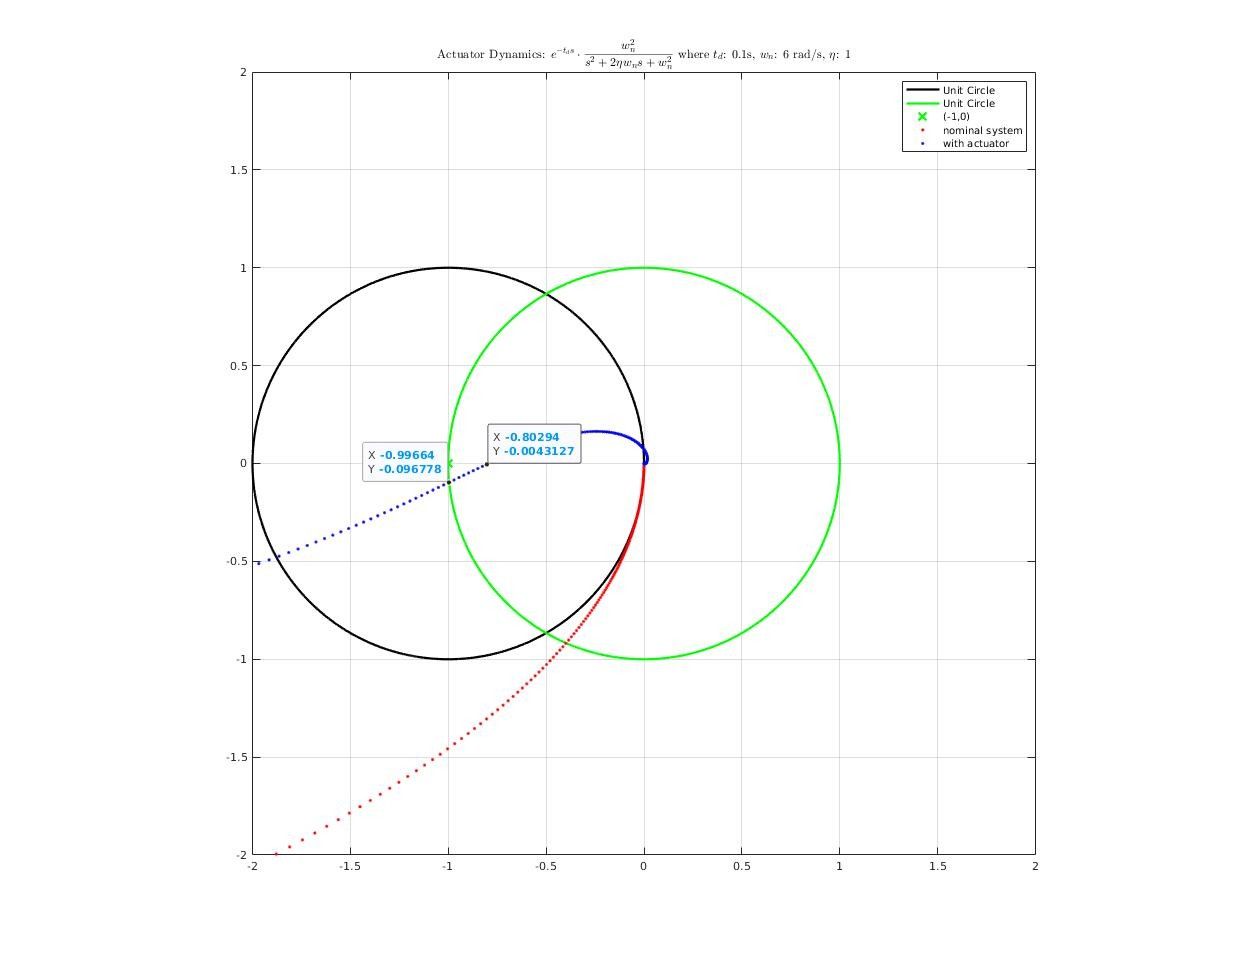 Actuator Dynamics: $e^{-t_d s} \cdot \frac{w_n^2}{s^2 + 2\eta w_n s + w_n^2}$ where $t_d$: 0.1s, $w_n$: 6 rad/s, $\eta$: 1
2
Unit Circle
Unit Circle
(-1,0)
nominal system
with actuator
1.5
1
0.5
X -0.80294
Y -0.0043127
X -0.99664
Y -0.096778
0
-0.5
-1
-1.5
-2
-2 -1.5 -1 -0.5 0 0.5 1 1.5 2